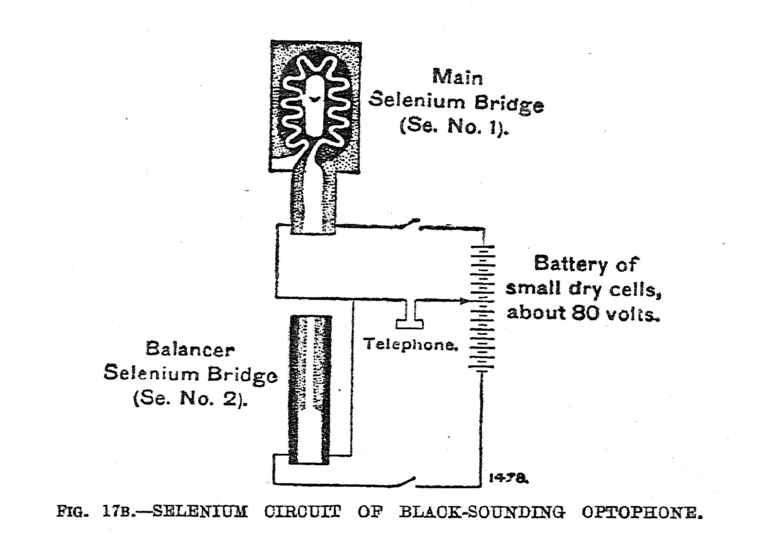 Main
Selenium Bridge
(Se. No. 1).
Battery of
small dry cells,
about 80 volts.
Telephone.
Balancer
Selenium Bridge
(Se. No. 2).
1478.
FIG. 17B.—SELENIUM CIRCUIT OF BLACK-SOUNDING OPTOPHONE.